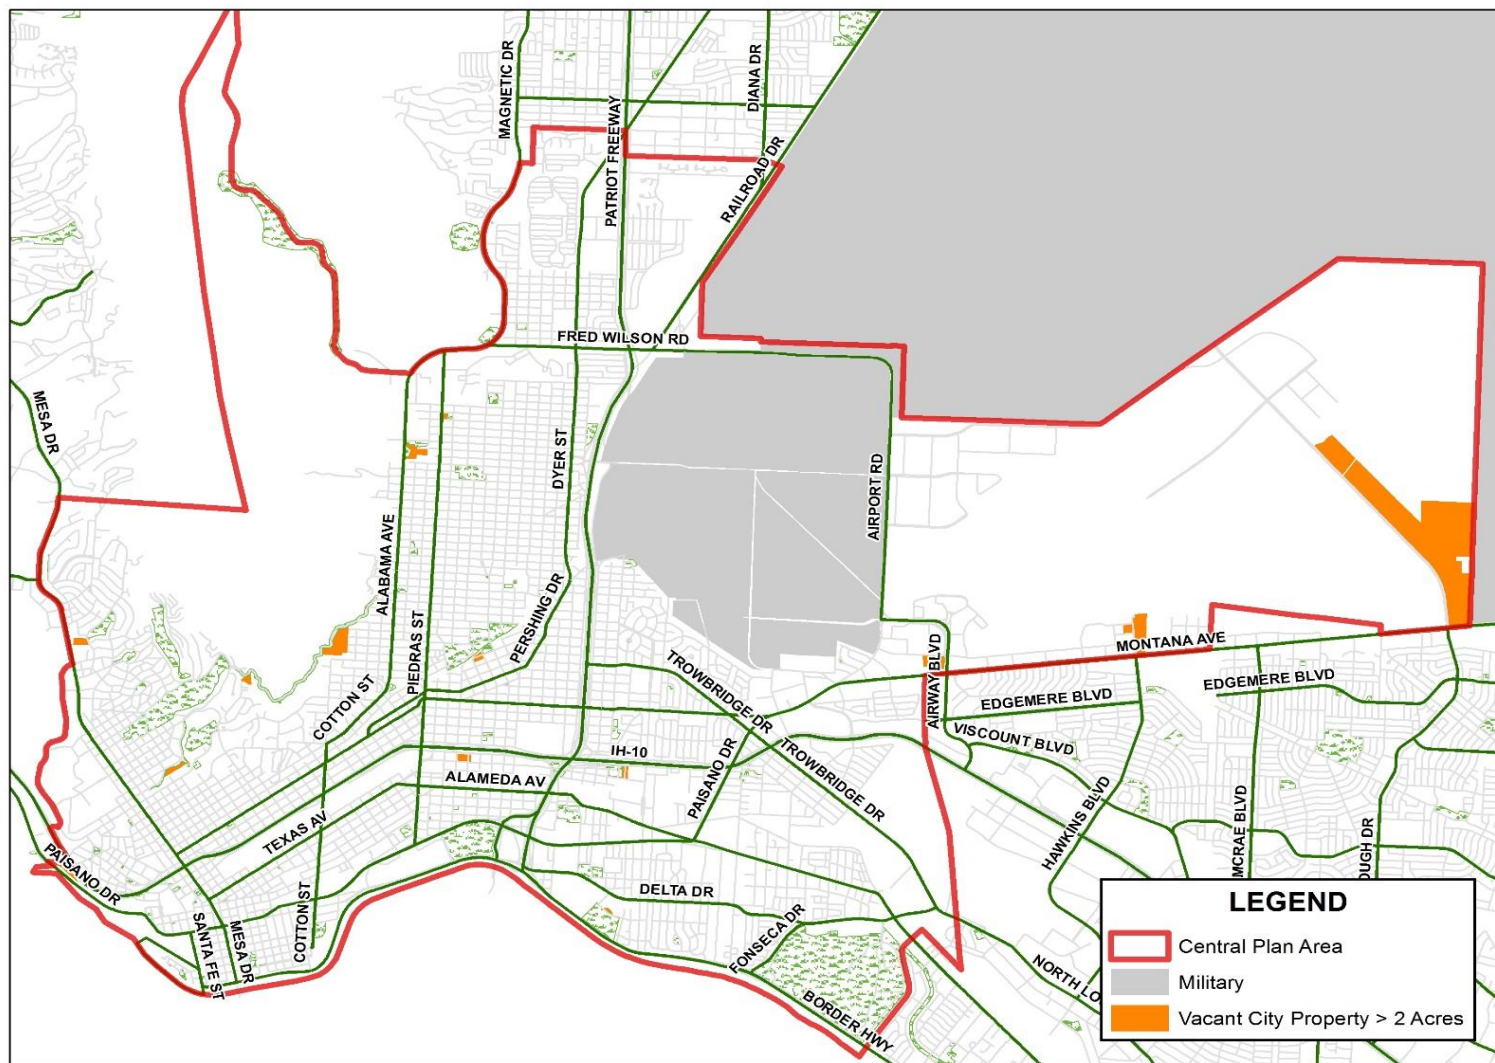 MAGNETIC DR
PATRIOT FREEWAY
DIANA DR
RAILROAD DR
FRED WILSON RD
MESA DR
DYER ST
AIRPORT RD
ALABAMA AVE
PIEDRAS ST
PERSHING DR
MONTANA AVE
COTTON ST
TROWBRIDGE DR
AIRWAY BLVD
EDGEMERE BLVD
EDGEMERE BLVD
VISCOUNT BLVD
IH-10
ALAMEDA AV
PAISANO DR
TROWBRIDGE DR
TEXAS AV
HAWKINS BLVD
MCRAE BLVD
OUGH DR
PAISANO DR
DELTA DR
COTTON ST
SANTA FE ST
MESA DR
FONSECA DR
NORTH LO
BORDER HWY
LEGEND
Central Plan Area
Military
Vacant City Property > 2 Acres